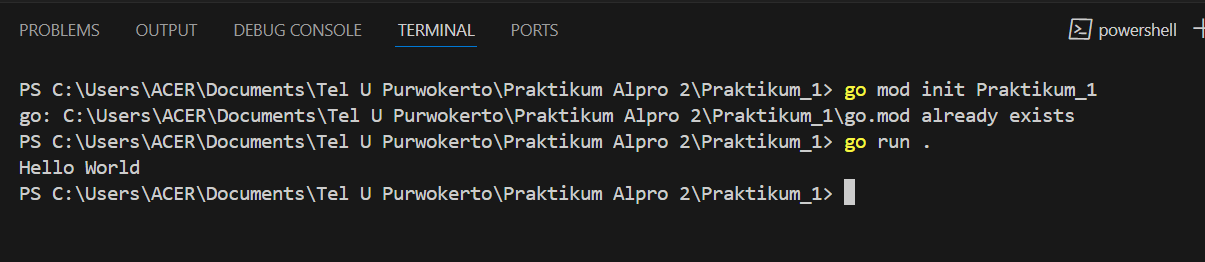 PROBLEMS OUTPUT DEBUG CONSOLE TERMINAL PORTS powershell
PS C:\Users\ACER\Documents\Tel U Purwokerto\Praktikum Alpro 2\Praktikum_1> go mod init Praktikum_1
go: C:\Users\ACER\Documents\Tel U Purwokerto\Praktikum Alpro 2\Praktikum_1\go.mod already exists
PS C:\Users\ACER\Documents\Tel U Purwokerto\Praktikum Alpro 2\Praktikum_1> go run .
Hello World
PS C:\Users\ACER\Documents\Tel U Purwokerto\Praktikum Alpro 2\Praktikum_1>